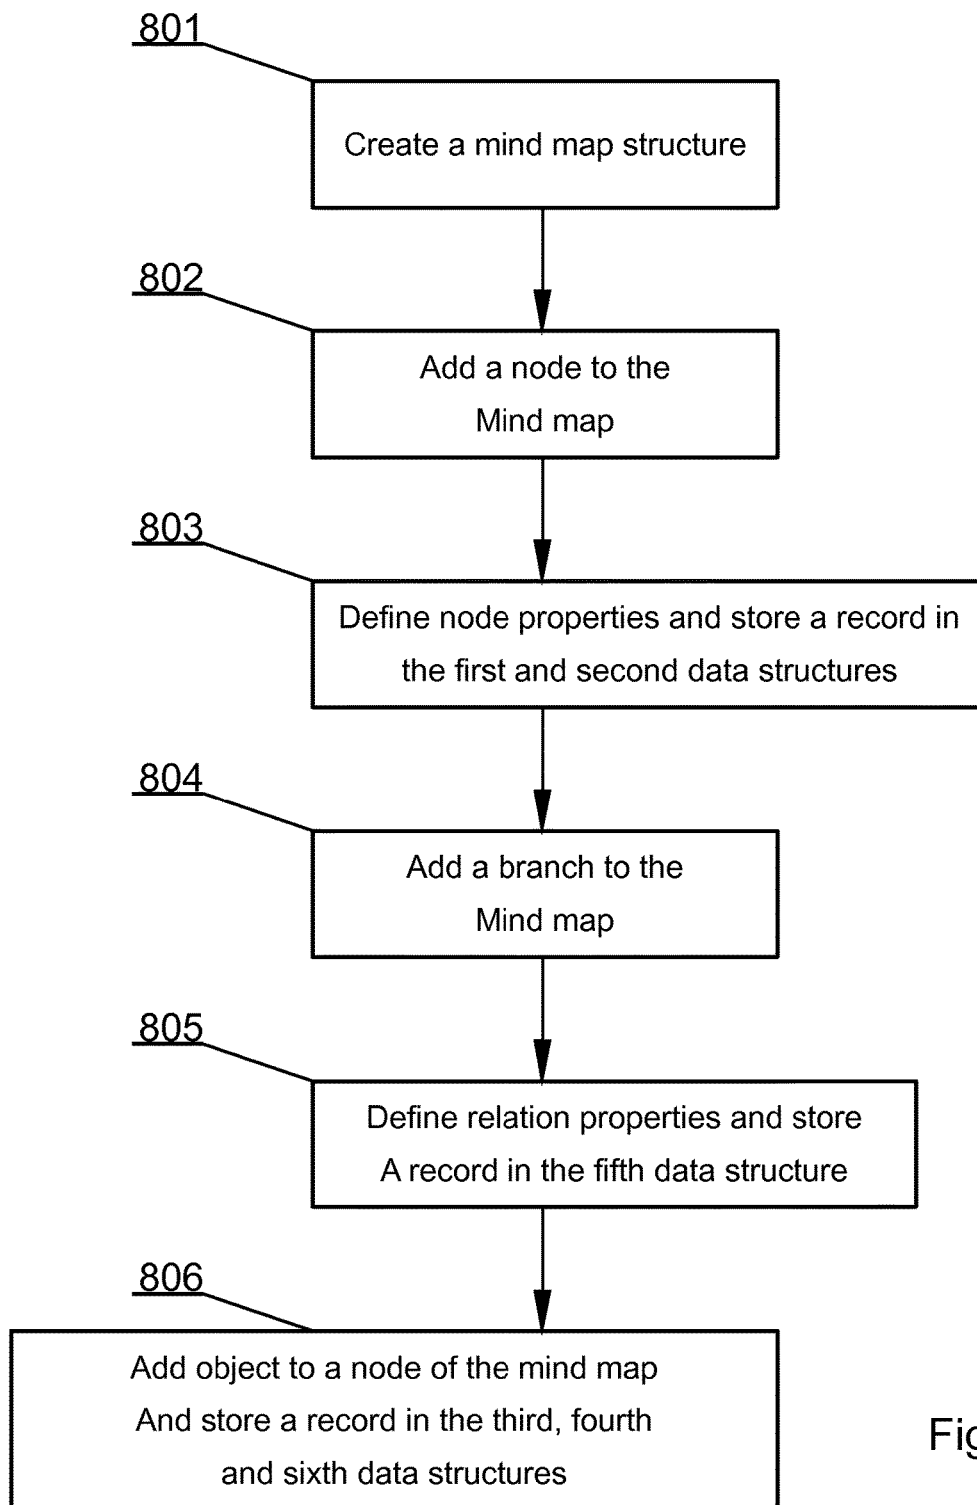 801
Create a mind map structure
802
Add a node to the
Mind map
803
Define node properties and store a record in
the first and second data structures
804
Add a branch to the
Mind map
805
Define relation properties and store
A record in the fifth data structure
806
Add object to a node of the mind map
And store a record in the third, fourth
and sixth data structures
Fig